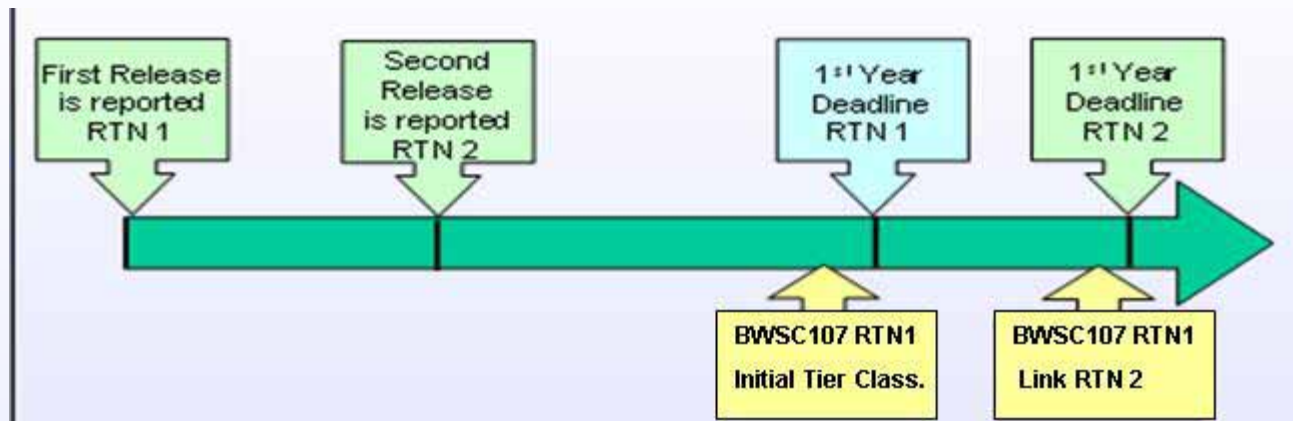 First Release
is reported
RTN 1
Second
Release
is reported
RTN 2
1st Year
Deadline
RTN 1
1st Year
Deadline
RTN 2
BWSC107 RTN1
Initial Tier Class.
BWSC107 RTN1
Link RTN 2